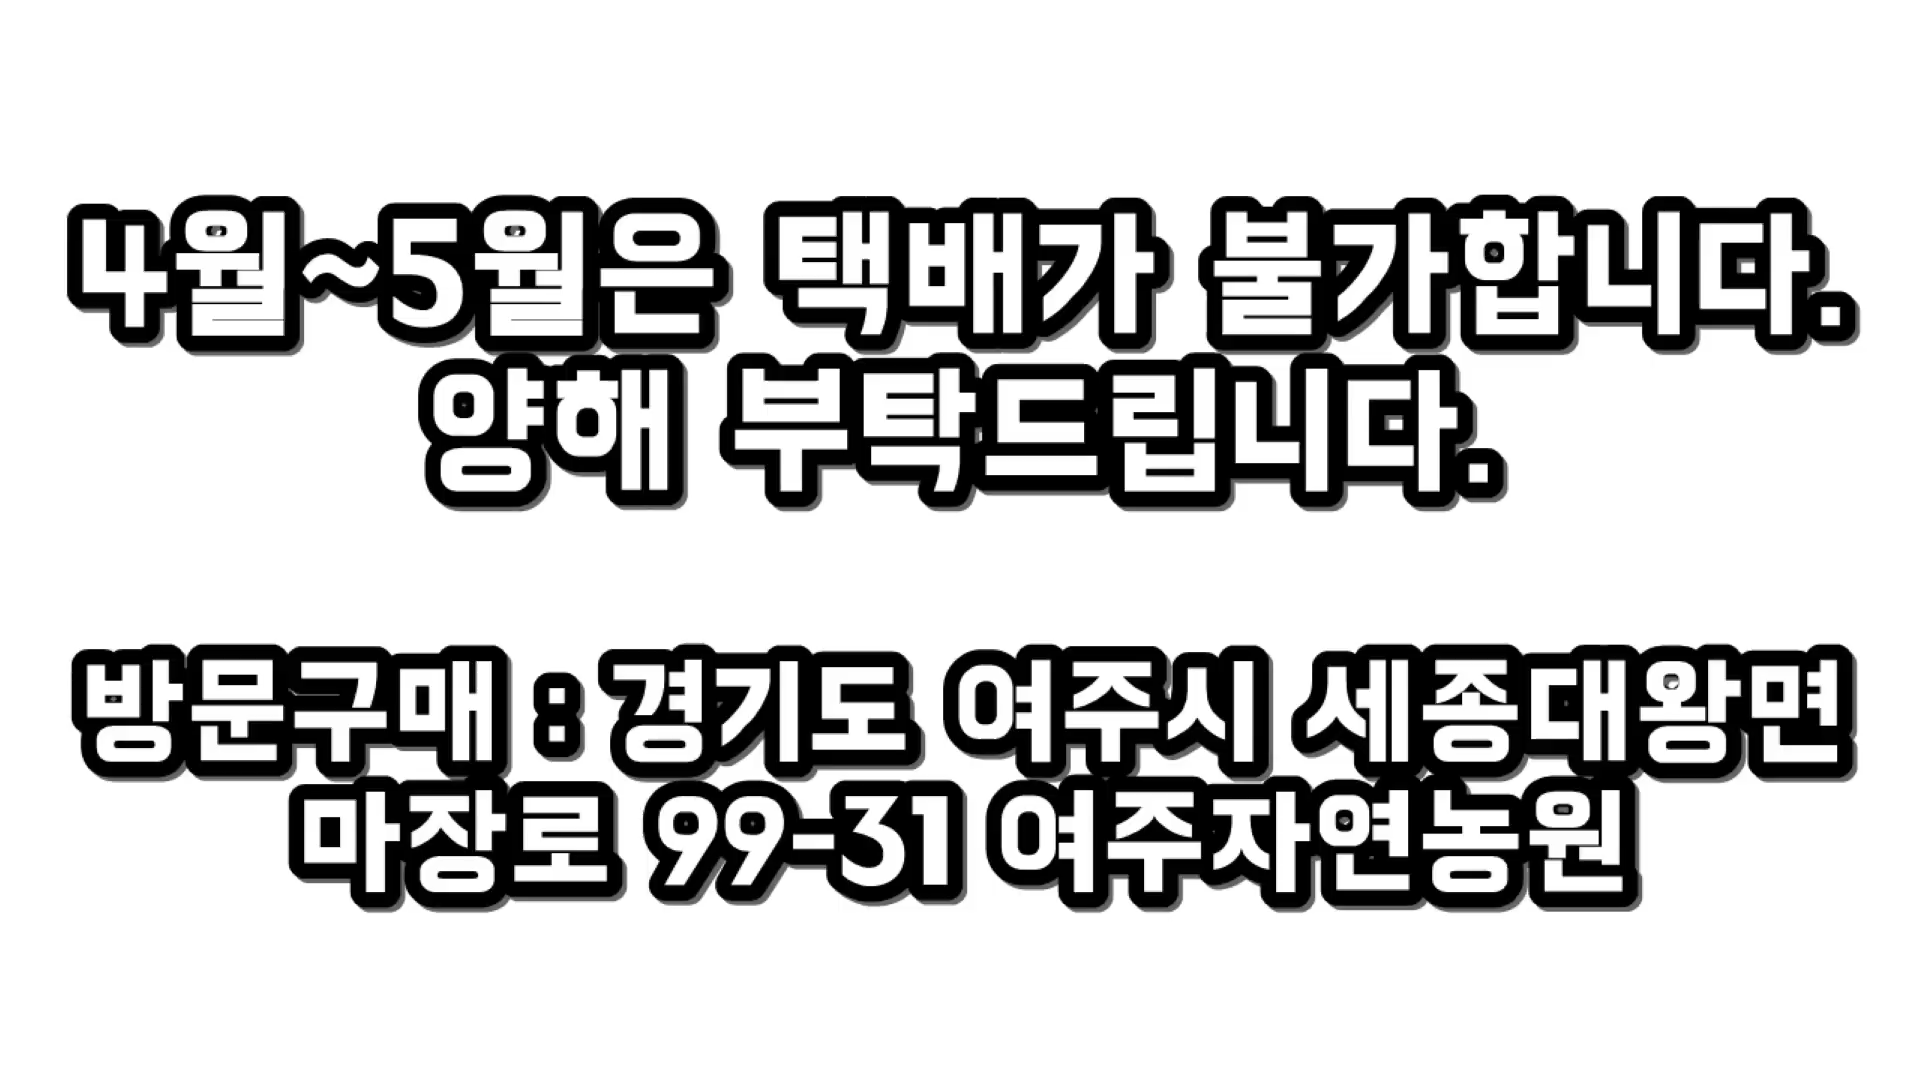 4월~5월은 택배가 불가합니다.
양해 부탁드립니다.
방문구매 : 경기도 여주시 세종대왕면
마장로 99-31 여주자연농원